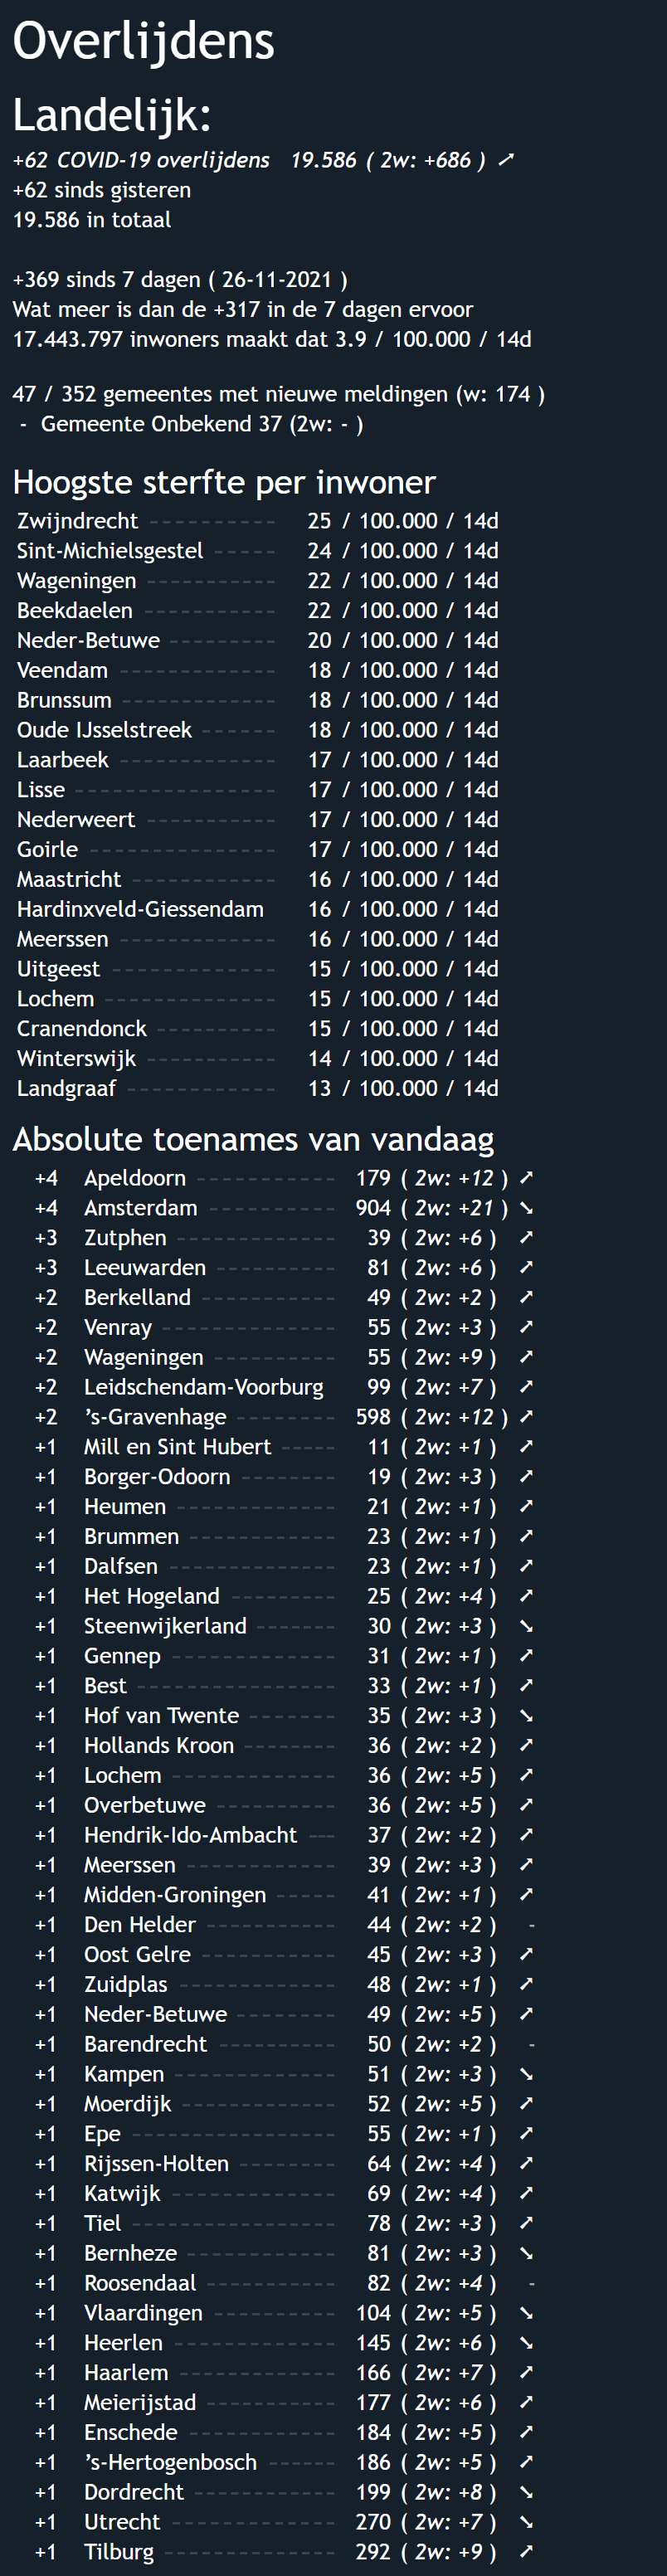 Overlijdens
Landelijk:
+62 COVID-19 overlijdens 19.586 ( 2w: +686 ) ➚
+62 sinds gisteren
19.586 in totaal
+369 sinds 7 dagen ( 26-11-2021 )
Wat meer is dan de +317 in de 7 dagen ervoor
17.443.797 inwoners maakt dat 3.9 / 100.000 / 14d
47 / 352 gemeentes met nieuwe meldingen (w: 174 )
- Gemeente Onbekend 37 (2w: - )
Hoogste sterfte per inwoner
Zwijndrecht ----------- 25 / 100.000 / 14d
Sint-Michielsgestel ----- 24 / 100.000 / 14d
Wageningen ----------- 22 / 100.000 / 14d
Beekdaelen ----------- 22 / 100.000 / 14d
Neder-Betuwe --------- 20 / 100.000 / 14d
Veendam ------------- 18 / 100.000 / 14d
Brunssum ------------- 18 / 100.000 / 14d
Oude IJsselstreek ------ 18 / 100.000 / 14d
Laarbeek ------------- 17 / 100.000 / 14d
Lisse ----------------- 17 / 100.000 / 14d
Nederweert ----------- 17 / 100.000 / 14d
Goirle ---------------- 17 / 100.000 / 14d
Maastricht ------------ 16 / 100.000 / 14d
Hardinxveld-Giessendam 16 / 100.000 / 14d
Meerssen ------------- 16 / 100.000 / 14d
Uitgeest -------------- 15 / 100.000 / 14d
Lochem -------------- 15 / 100.000 / 14d
Cranendonck ---------- 15 / 100.000 / 14d
Winterswijk ----------- 14 / 100.000 / 14d
Landgraaf ------------ 13 / 100.000 / 14d
Absolute toenames van vandaag
+4 Apeldoorn ------------ 179 ( 2w: +12 ) ➚
+4 Amsterdam ----------- 904 ( 2w: +21 ) ➘
+3 Zutphen -------------- 39 ( 2w: +6 ) ➚
+3 Leeuwarden ---------- 81 ( 2w: +6 ) ➚
+2 Berkelland ------------ 49 ( 2w: +2 ) ➚
+2 Venray --------------- 55 ( 2w: +3 ) ➚
+2 Wageningen ----------- 55 ( 2w: +9 ) ➚
+2 Leidschendam-Voorburg 99 ( 2w: +7 ) ➚
+2 ’s-Gravenhage -------- 598 ( 2w: +12 ) ➚
+1 Mill en Sint Hubert ----- 11 ( 2w: +1 ) ➚
+1 Borger-Odoorn -------- 19 ( 2w: +3 ) ➚
+1 Heumen -------------- 21 ( 2w: +1 ) ➚
+1 Brummen ------------- 23 ( 2w: +1 ) ➚
+1 Dalfsen -------------- 23 ( 2w: +1 ) ➚
+1 Het Hogeland --------- 25 ( 2w: +4 ) ➚
+1 Steenwijkerland ------- 30 ( 2w: +3 ) ➘
+1 Gennep -------------- 31 ( 2w: +1 ) ➚
+1 Best ----------------- 33 ( 2w: +1 ) ➚
+1 Hof van Twente -------- 35 ( 2w: +3 ) ➘
+1 Hollands Kroon -------- 36 ( 2w: +2 ) ➚
+1 Lochem -------------- 36 ( 2w: +5 ) ➚
+1 Overbetuwe ---------- 36 ( 2w: +5 ) ➚
+1 Hendrik-Ido-Ambacht --- 37 ( 2w: +2 ) ➚
+1 Meerssen ------------- 39 ( 2w: +3 ) ➚
+1 Midden-Groningen ----- 41 ( 2w: +1 ) ➚
+1 Den Helder ----------- 44 ( 2w: +2 ) -
+1 Oost Gelre ------------ 45 ( 2w: +3 ) ➚
+1 Zuidplas -------------- 48 ( 2w: +1 ) ➚
+1 Neder-Betuwe --------- 49 ( 2w: +5 ) ➚
+1 Barendrecht ---------- 50 ( 2w: +2 ) -
+1 Kampen -------------- 51 ( 2w: +3 ) ➘
+1 Moerdijk -------------- 52 ( 2w: +5 ) ➚
+1 Epe ------------------ 55 ( 2w: +1 ) ➚
+1 Rijssen-Holten -------- 64 ( 2w: +4 ) ➚
+1 Katwijk -------------- 69 ( 2w: +4 ) ➚
+1 Tiel ------------------ 78 ( 2w: +3 ) ➚
+1 Bernheze ------------- 81 ( 2w: +3 ) ➘
+1 Roosendaal ----------- 82 ( 2w: +4 ) -
+1 Vlaardingen ----------- 104 ( 2w: +5 ) ➘
+1 Heerlen -------------- 145 ( 2w: +6 ) ➘
+1 Haarlem -------------- 166 ( 2w: +7 ) ➚
+1 Meierijstad ----------- 177 ( 2w: +6 ) ➚
+1 Enschede ------------- 184 ( 2w: +5 ) ➚
+1 ’s-Hertogenbosch ------ 186 ( 2w: +5 ) ➚
+1 Dordrecht ------------ 199 ( 2w: +8 ) ➘
+1 Utrecht -------------- 270 ( 2w: +7 ) ➘
+1 Tilburg --------------- 292 ( 2w: +9 ) ➚